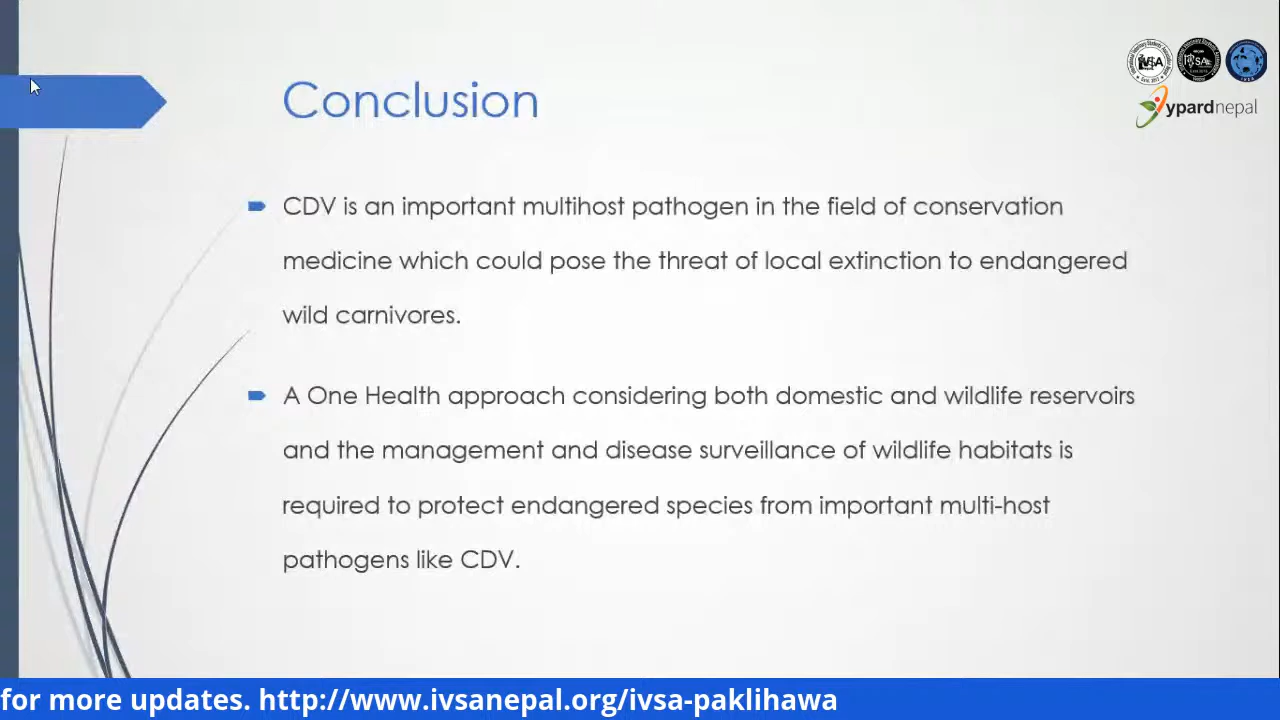 Conclusion
IVSA
ypardnepal
CDV is an important multihost pathogen in the field of conservation
medicine which could pose the threat of local extinction to endangered
wild carnivores.
A One Health approach considering both domestic and wildlife reservoirs
and the management and disease surveillance of wildlife habitats is
required to protect endangered species from important multi-host
pathogens like CDV.
for more updates. http://www.ivsanepal.org/ivsa-paklihawa